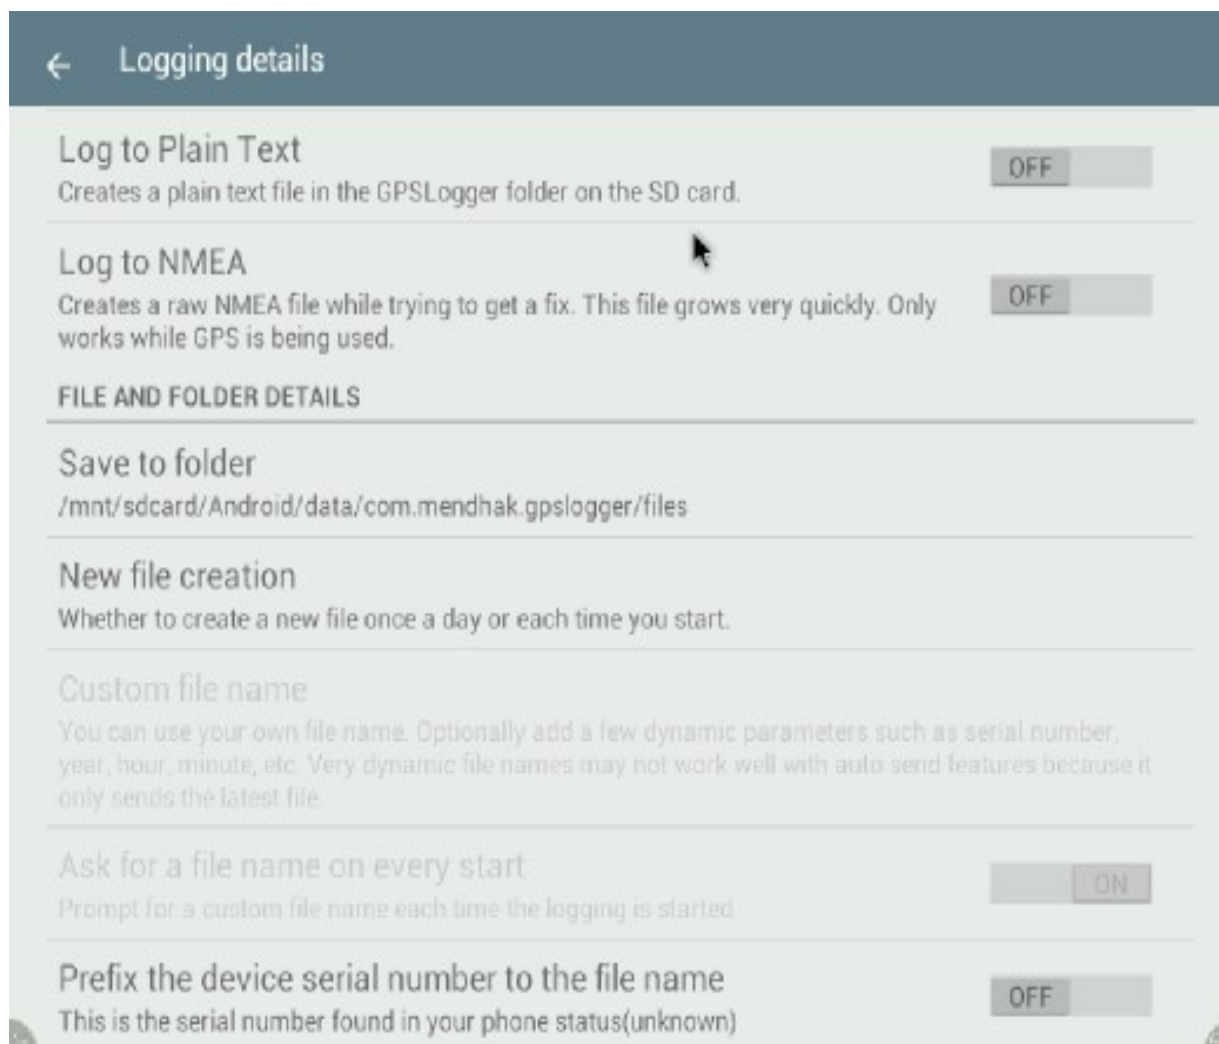 Logging details
Log to Plain Text
OFF
Creates a plain text file in the GPSLogger folder on the SD card.
Log to NMEA
OFF
Creates a raw NMEA file while trying to get a fix. This file grows very quickly. Only
works while GPS is being used.
FILE AND FOLDER DETAILS
Save to folder
/mnt/sdcard/Android/data/com.mendhak.gpslogger/files
New file creation
Whether to create a new file once a day or each time you start.
Custom file name
You can use your own file name. Optionally add a few dynamic parameters such as serial number,
year, hour, minute, etc. Very dynamic file names may not work well with auto send features because it
only sends the latest file.
Ask for a file name on every start
ON
Prompt for a custom file name each time the logging is started
Prefix the device serial number to the file name
OFF
This is the serial number found in your phone status(unknown)